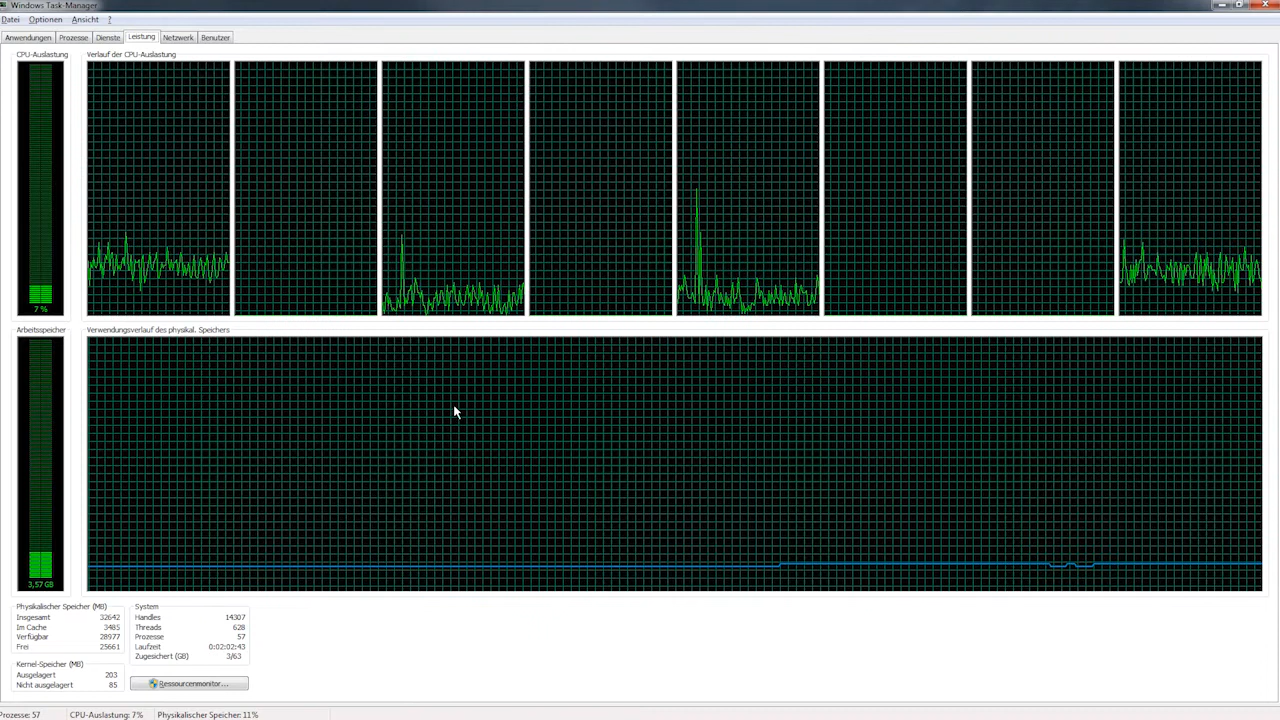 Windows Task-Manager
Datei Optionen Ansicht ?
Anwendungen Prozesse Dienste Leistung Netzwerk Benutzer
CPU-Auslastung
Verlauf der CPU-Auslastung
7 %
Arbeitsspeicher
Verwendungsverlauf des physikal. Speichers
3,57 GB
Physikalischer Speicher (MB)
Insgesamt 32642
Im Cache 3485
Verfügbar 28977
Frei 25661
Kernel-Speicher (MB)
Ausgelagert 203
Nicht ausgelagert 85
System
Handles 14307
Threads 628
Prozesse 57
Laufzeit 0:02:02:43
Zugesichert (GB) 3/63
Ressourcenmonitor...
Prozesse: 57 CPU-Auslastung: 7% Physikalischer Speicher: 11%